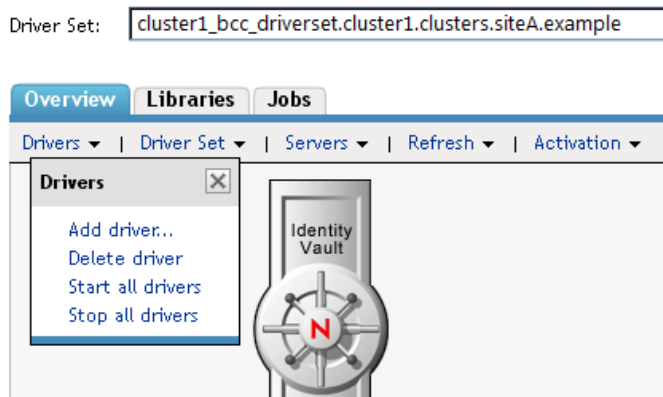 Driver Set: cluster1_bcc_driverset.cluster1.clusters.siteA.example
Overview Libraries Jobs
Drivers | Driver Set | Servers | Refresh | Activation
Drivers
Add driver...
Delete driver
Start all drivers
Stop all drivers
Identity
Vault
N